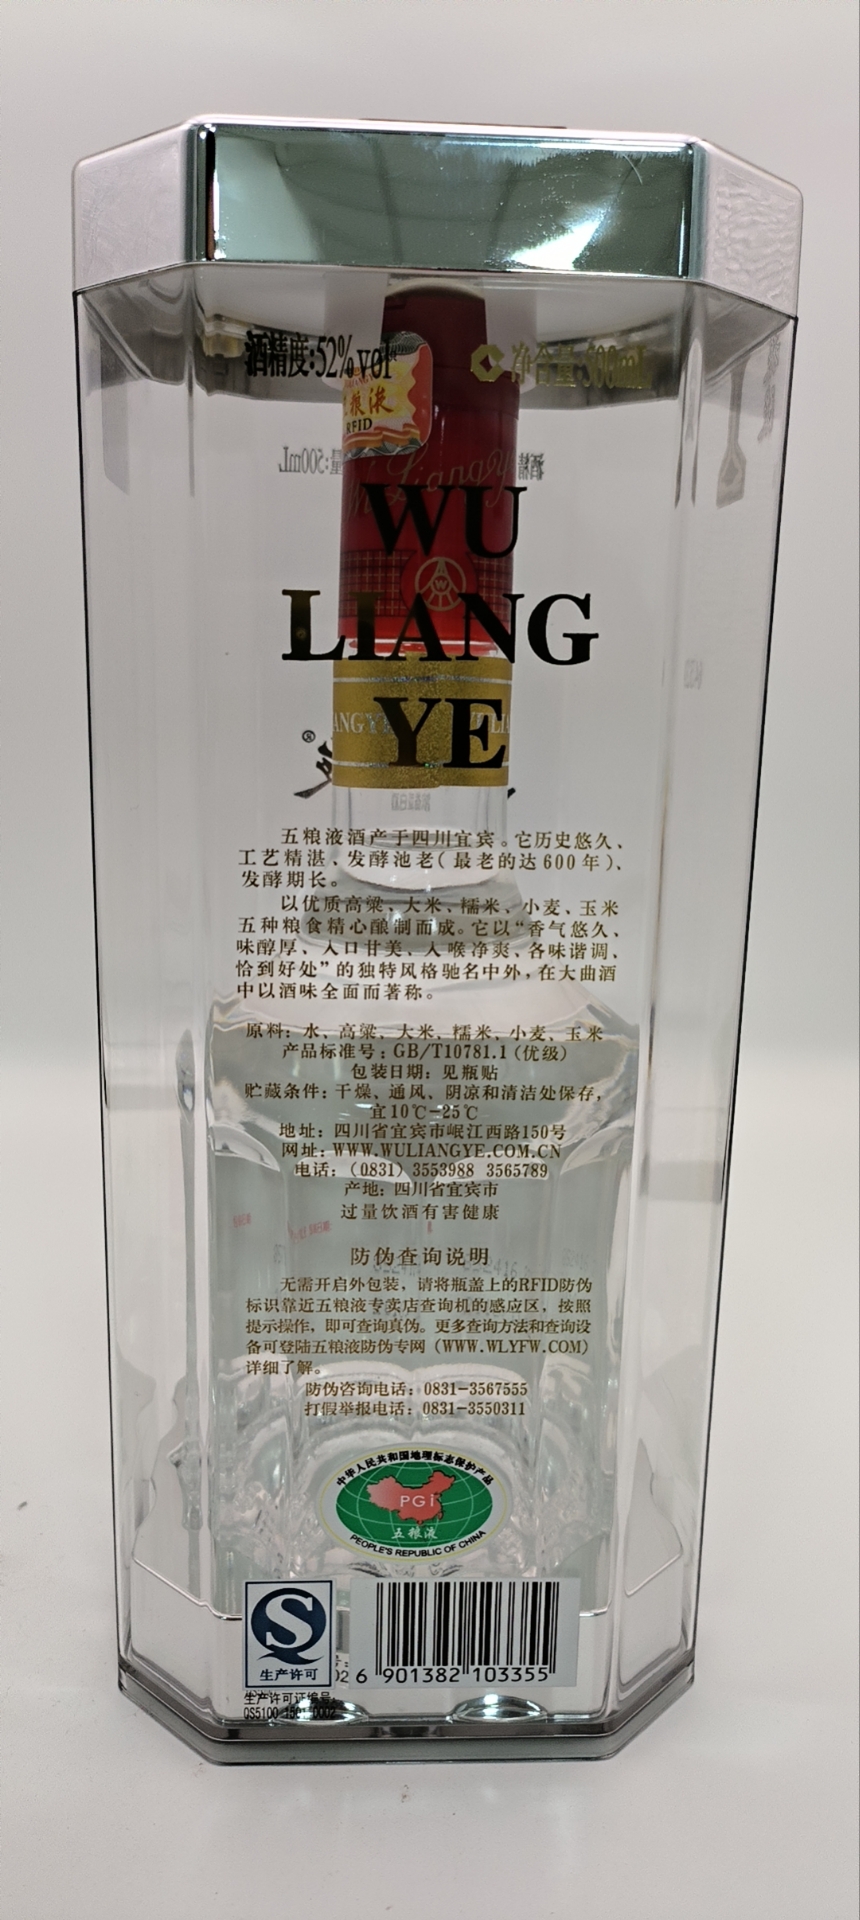 酒精度:52%vol
净含量:500mL
粮液
RFID
WU
LIANG
YE
五粮液酒产于四川宜宾。它历史悠久、
工艺精湛、发酵池老(最老的达600年)、
发酵期长。
以优质高粱、大米、糯米、小麦、玉米
五种粮食精心酿制而成。它以“香气悠久、
味醇厚、入口甘美、入喉净爽、各味谐调、
恰到好处”的独特风格驰名中外,在大曲酒
中以酒味全面而著称。
原料: 水、高粱、大米、糯米、小麦、玉米
产品标准号: GB/T10781.1(优级)
包装日期: 见瓶贴
贮藏条件: 干燥、通风、阴凉和清洁处保存,
宜10℃-25℃
地址: 四川省宜宾市岷江西路150号
网址: WWW.WULIANGYE.COM.CN
电话: (0831) 3553988 3565789
产地: 四川省宜宾市
过量饮酒有害健康
防伪查询说明
无需开启外包装, 请将瓶盖上的RFID防伪
标识靠近五粮液专卖店查询机的感应区, 按照
提示操作, 即可查询真伪。更多查询方法和查询设
备可登陆五粮液防伪专网 (WWW.WLYFW.COM)
详细了解。
防伪咨询电话: 0831-3567555
打假举报电话: 0831-3550311
中华人民共和国地理标志保护产品
PGI
五粮液
PEOPLE'S REPUBLIC OF CHINA
生产许可
6 901382 103355
生产许可证编号:
QS5100